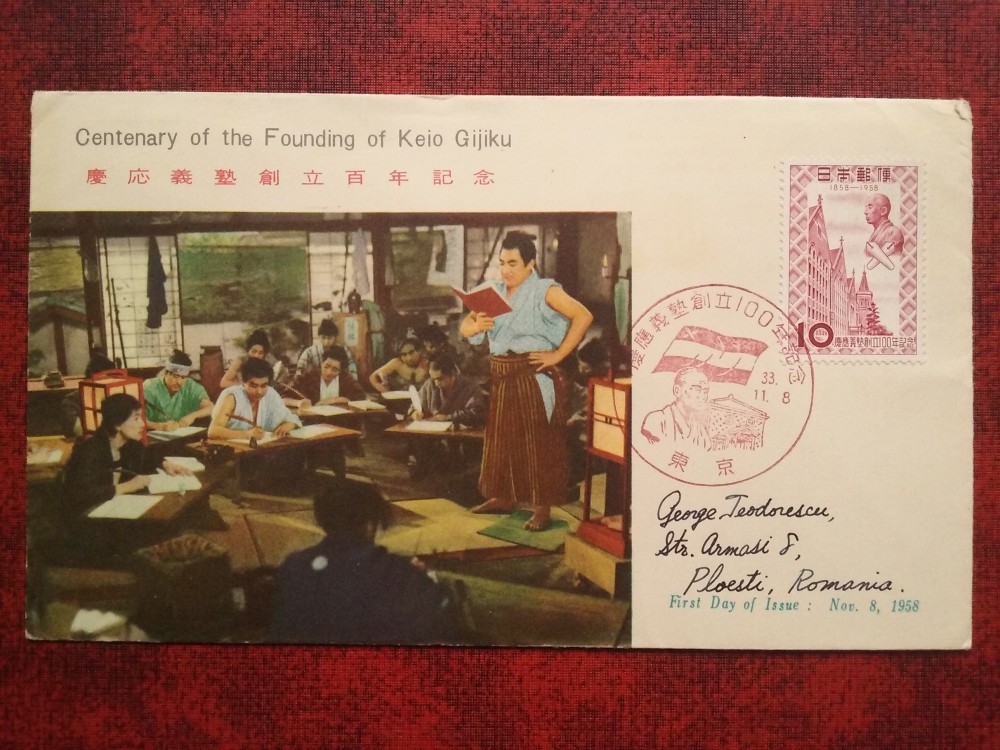 Centenary of the Founding of Keio Gijiku
慶応義塾創立百年記念
日本郵便
1858—1958
10
慶應義塾創立100年記念
慶應義塾創立100年記念
33.
11. 8
東京
George Teodorescu,
Str. Armasi 8,
Ploesti, Romania.
First Day of Issue : Nov. 8, 1958